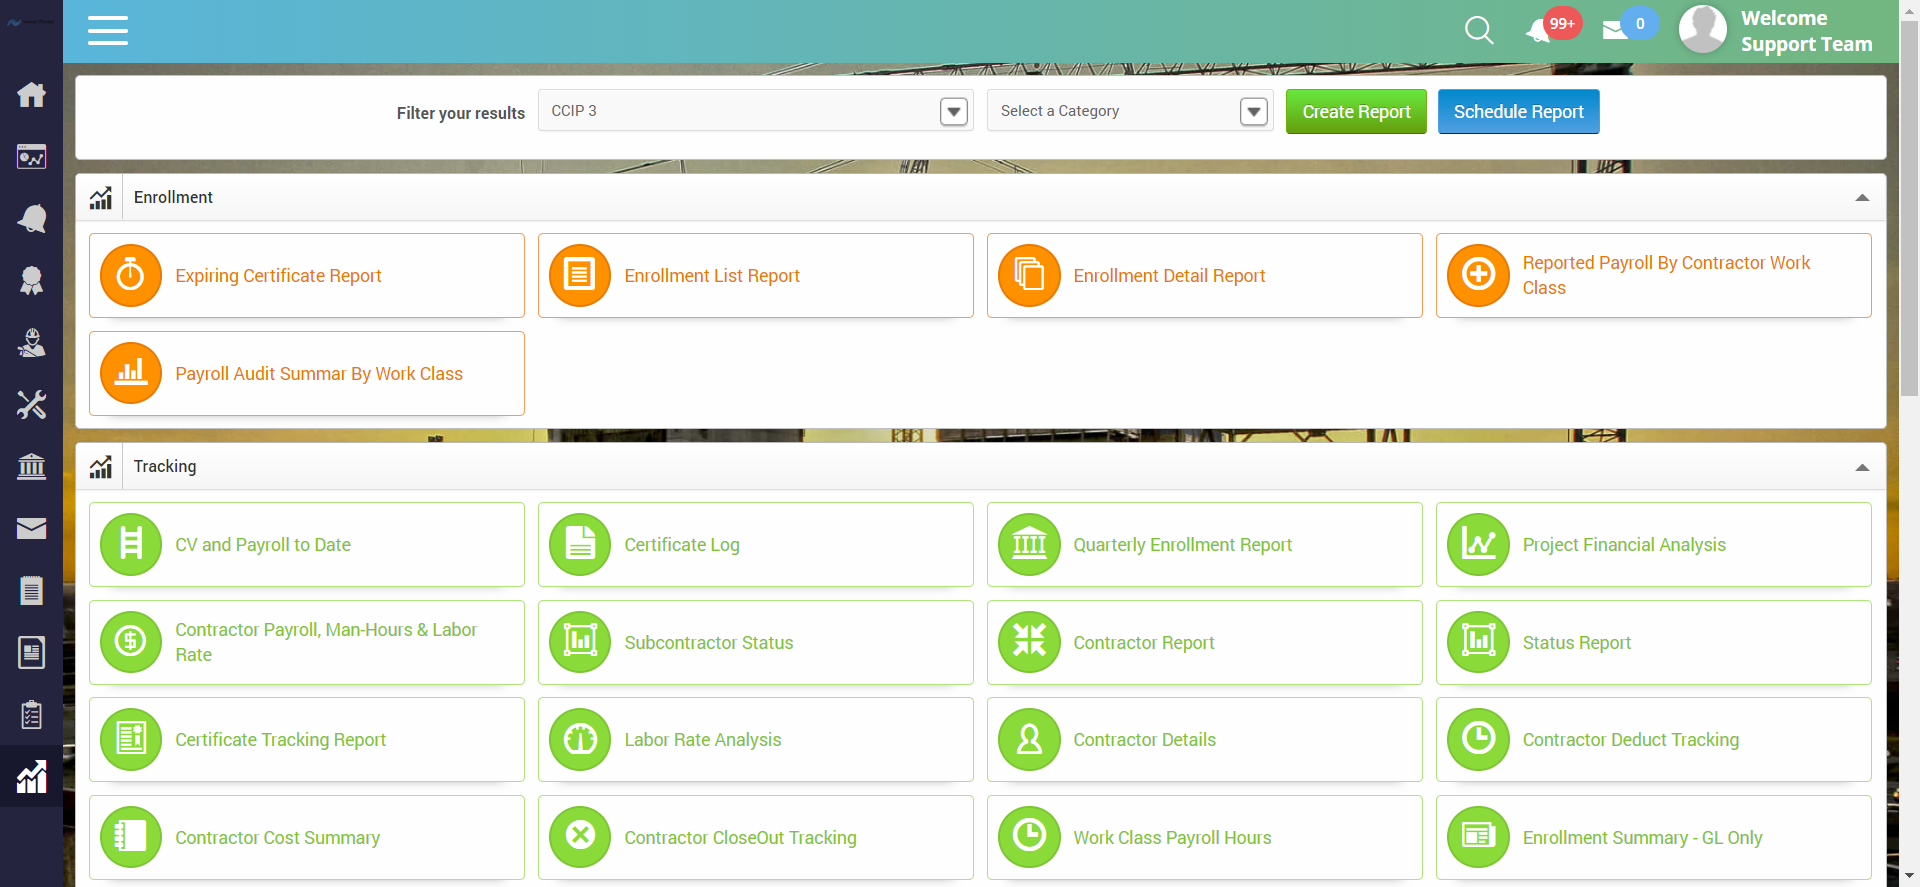 99+
0
Welcome
Support Team
Filter your results
CCIP 3
Select a Category
Create Report
Schedule Report
Enrollment
Expiring Certificate Report
Enrollment List Report
Enrollment Detail Report
Reported Payroll By Contractor Work
Class
Payroll Audit Summar By Work Class
Tracking
CV and Payroll to Date
Certificate Log
Quarterly Enrollment Report
Project Financial Analysis
Contractor Payroll, Man-Hours & Labor
Rate
Subcontractor Status
Contractor Report
Status Report
Certificate Tracking Report
Labor Rate Analysis
Contractor Details
Contractor Deduct Tracking
Contractor Cost Summary
Contractor CloseOut Tracking
Work Class Payroll Hours
Enrollment Summary - GL Only